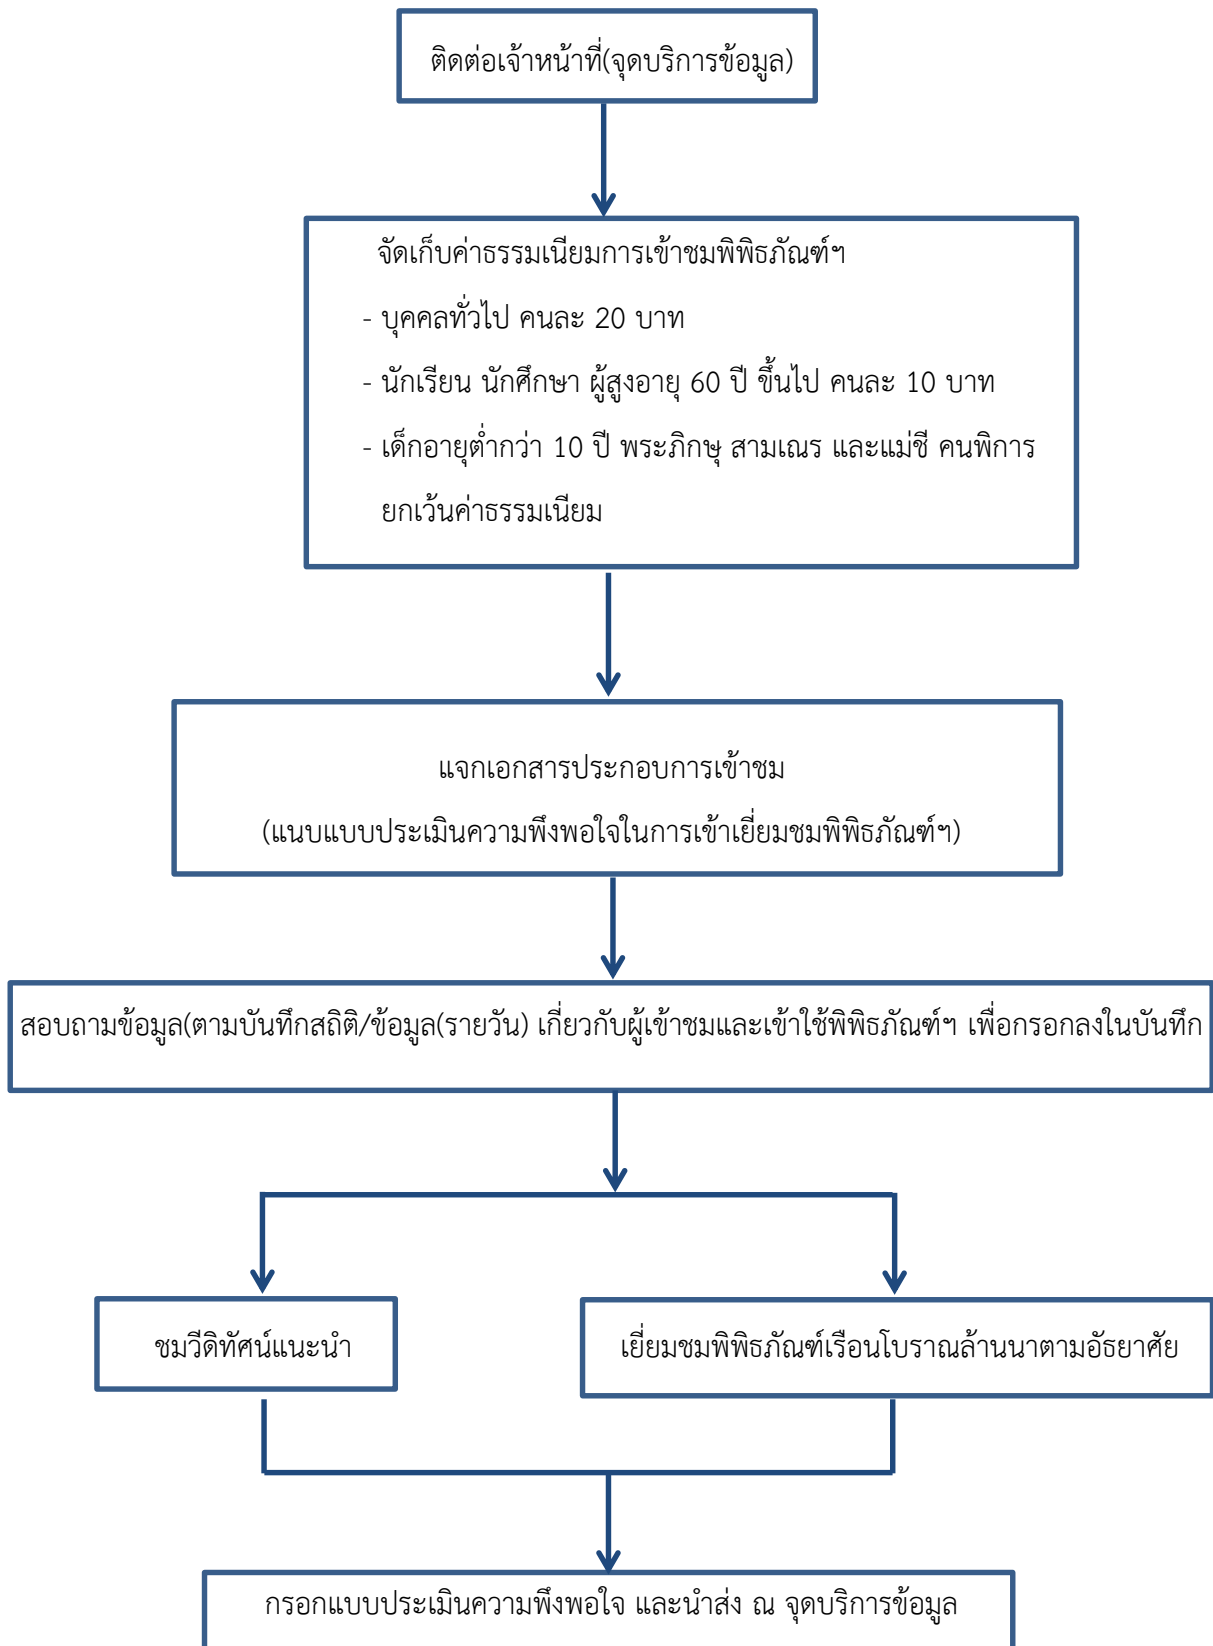 ติดต่อเจ้าหน้าที่(จุดบริการข้อมูล)
จัดเก็บค่าธรรมเนียมการเข้าชมพิพิธภัณฑ์ฯ
- บุคคลทั่วไป คนละ 20 บาท
- นักเรียน นักศึกษา ผู้สูงอายุ 60 ปี ขึ้นไป คนละ 10 บาท
- เด็กอายุต่ำกว่า 10 ปี พระภิกษุ สามเณร และแม่ชี คนพิการ
ยกเว้นค่าธรรมเนียม
แจกเอกสารประกอบการเข้าชม
(แนบแบบประเมินความพึงพอใจในการเข้าเยี่ยมชมพิพิธภัณฑ์ฯ)
สอบถามข้อมูล(ตามบันทึกสถิติ/ข้อมูล(รายวัน) เกี่ยวกับผู้เข้าชมและเข้าใช้พิพิธภัณฑ์ฯ เพื่อกรอกลงในบันทึก
ชมวีดิทัศน์แนะนำ
เยี่ยมชมพิพิธภัณฑ์เรือนโบราณล้านนาตามอัธยาศัย
กรอกแบบประเมินความพึงพอใจ และนำส่ง ณ จุดบริการข้อมูล